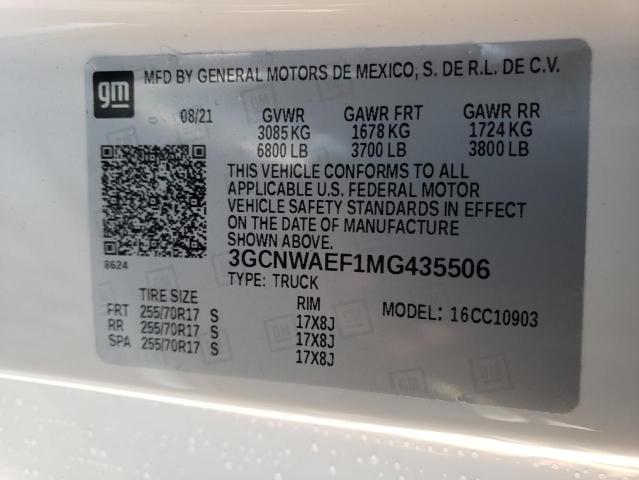 gm
MFD BY GENERAL MOTORS DE MEXICO, S. DE R.L. DE C.V.
08/21 GVWR GAWR FRT GAWR RR
3085 KG 1678 KG 1724 KG
6800 LB 3700 LB 3800 LB
THIS VEHICLE CONFORMS TO ALL
APPLICABLE U.S. FEDERAL MOTOR
VEHICLE SAFETY STANDARDS IN EFFECT
ON THE DATE OF MANUFACTURE
SHOWN ABOVE.
8624
3GCNWAEF1MG435506
TYPE: TRUCK
TIRE SIZE RIM MODEL: 16CC10903
FRT 255/70R17 S 17X8J
RR 255/70R17 S 17X8J
SPA 255/70R17 S 17X8J